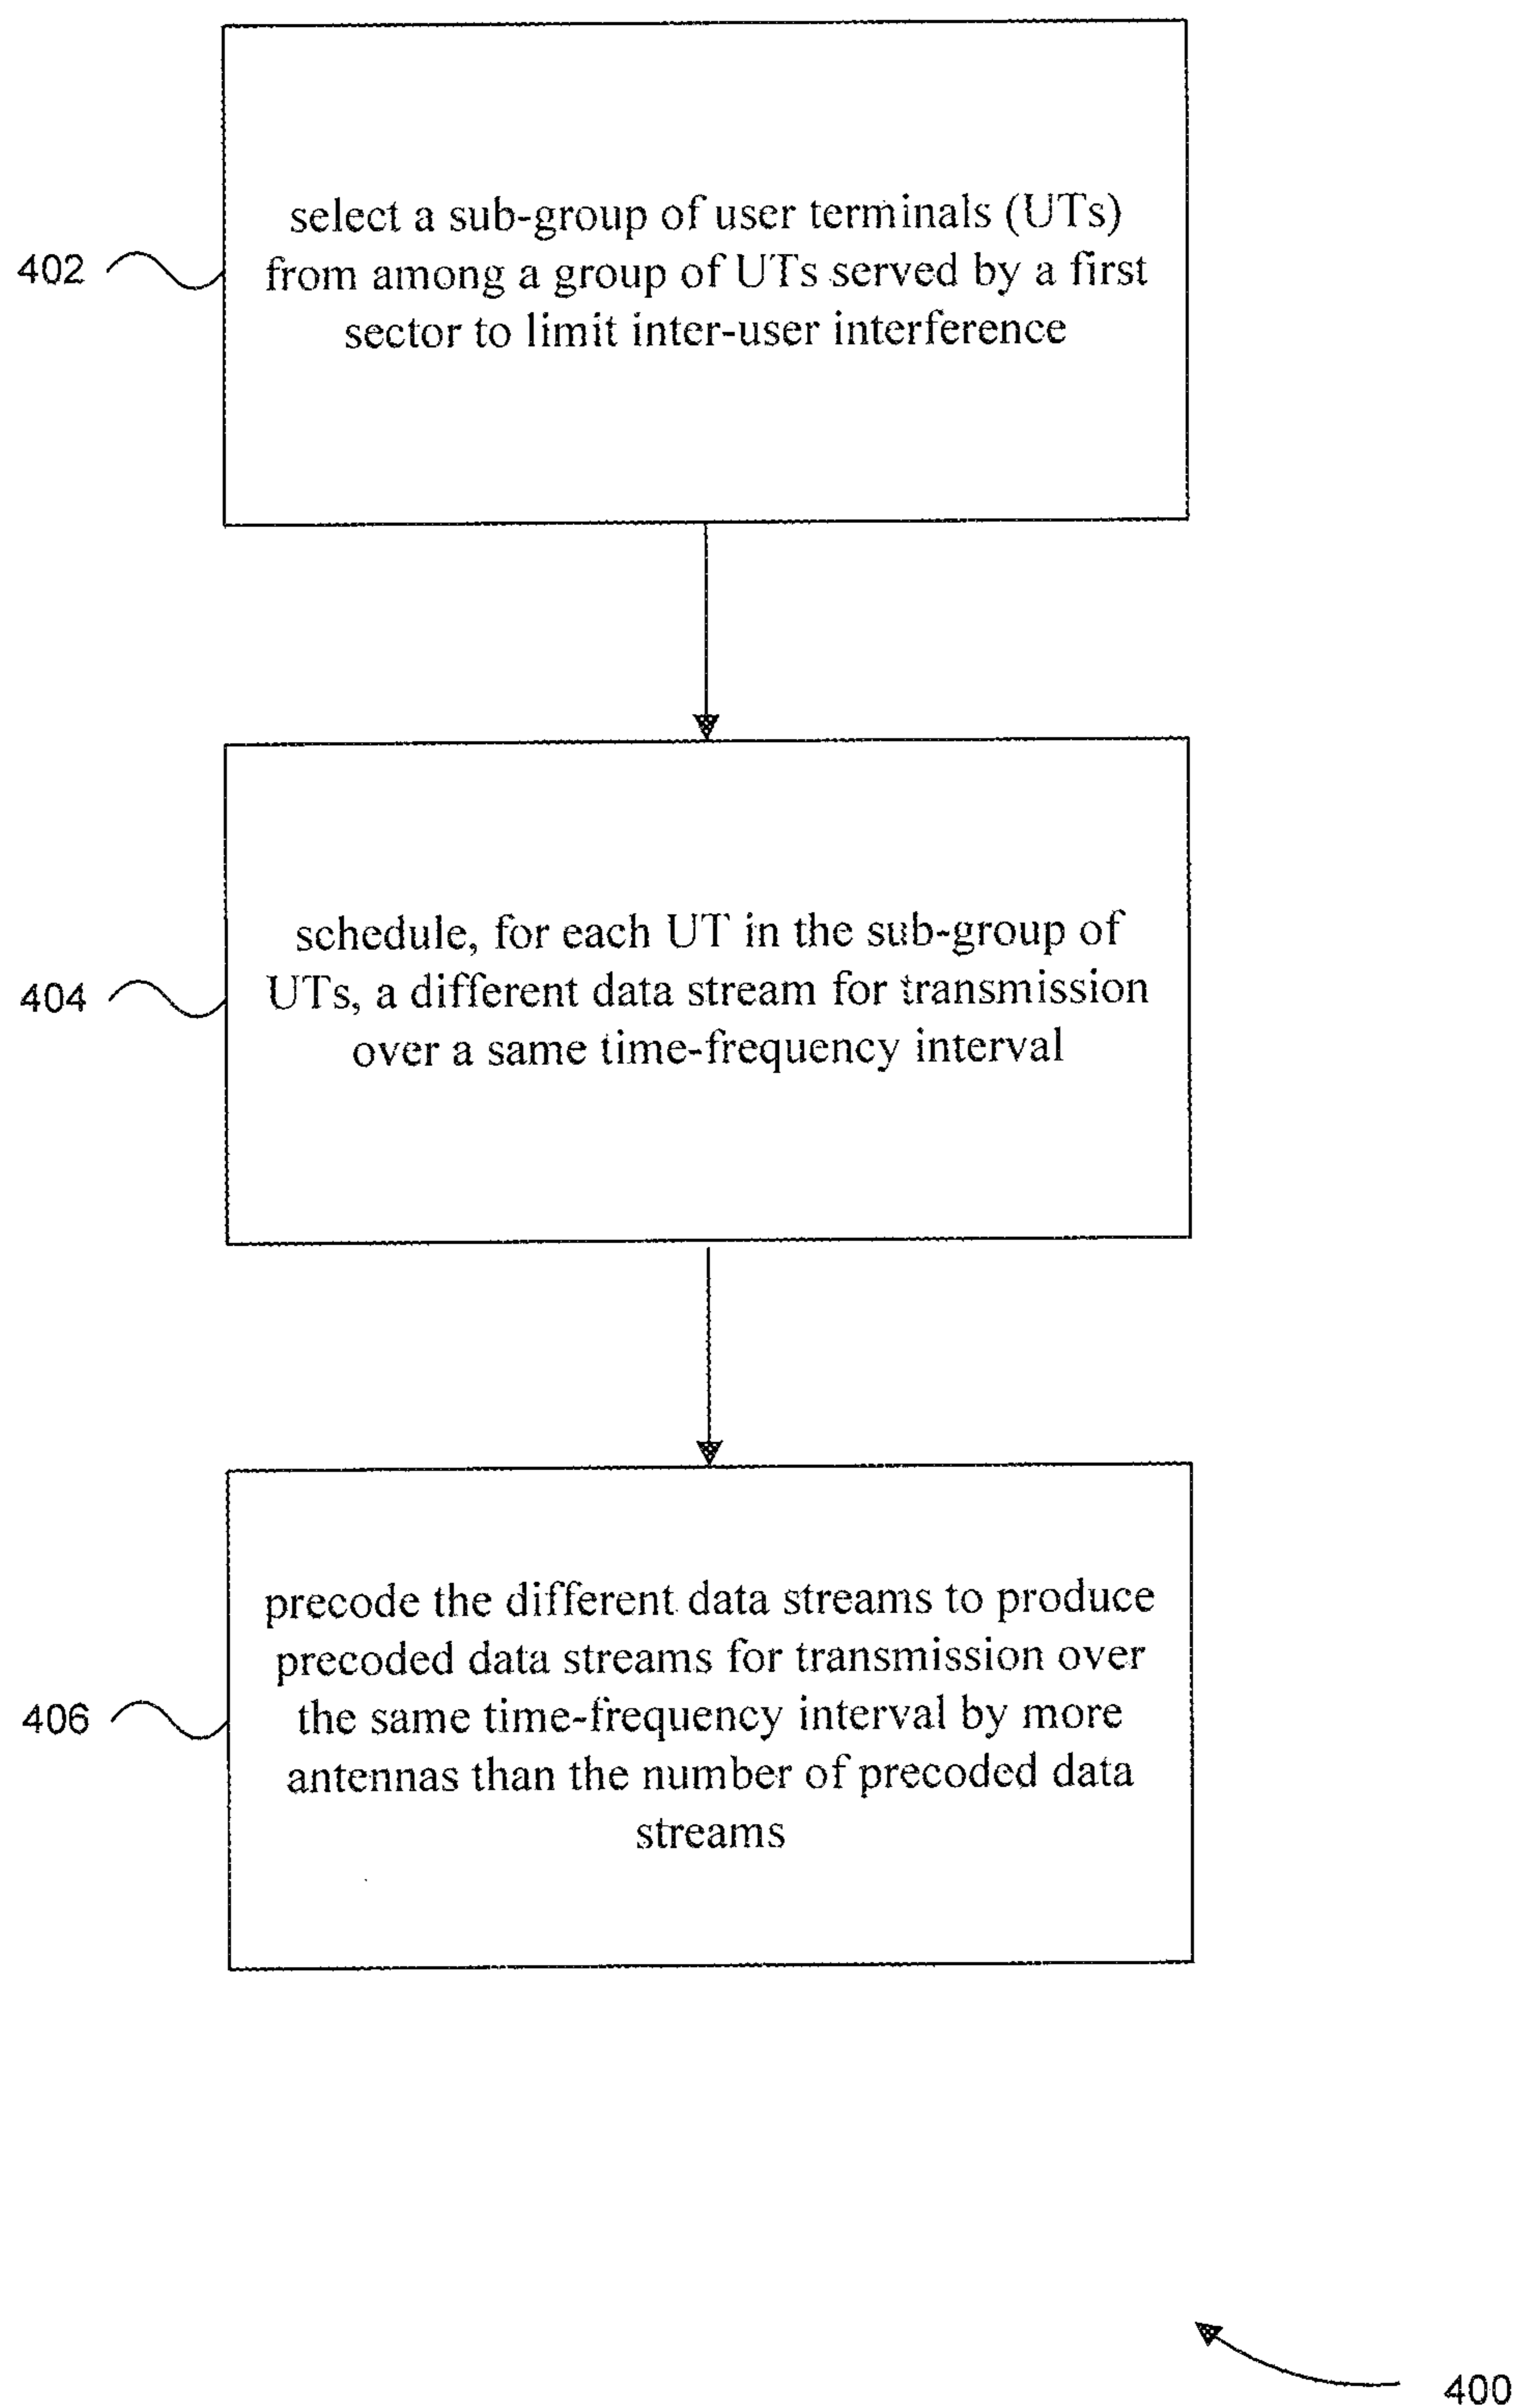 select a sub-group of user terminals (UTs)
from among a group of UTs served by a first
sector to limit inter-user interference
402
schedule, for each UT in the sub-group of
UTs, a different data stream for transmission
over a same time-frequency interval
404
precode the different data streams to produce
precoded data streams for transmission over
the same time-frequency interval by more
antennas than the number of precoded data
streams
406
400